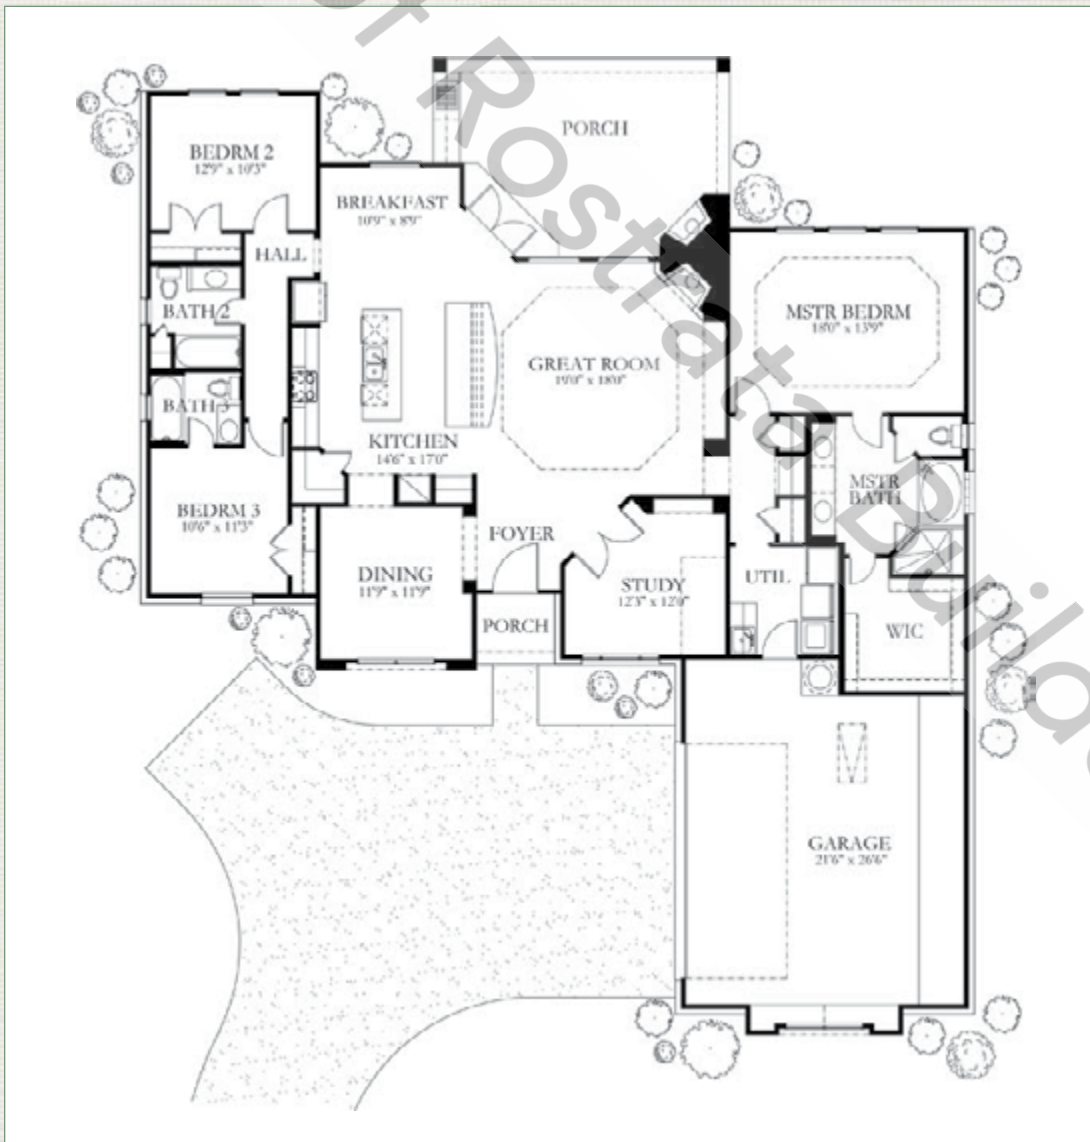 of Rostrata Builde
PORCH
BEDRM 2
12'9" x 10'3"
BREAKFAST
10'9" x 8'9"
HALL
BATH 2
MSTR BEDRM
18'0" x 13'9"
GREAT ROOM
19'0" x 18'0"
BATH 3
KITCHEN
14'6" x 17'0"
MSTR
BATH
BEDRM 3
10'6" x 11'3"
FOYER
DINING
11'9" x 11'9"
STUDY
12'3" x 12'0"
UTIL
PORCH
WIC
GARAGE
21'6" x 26'6"